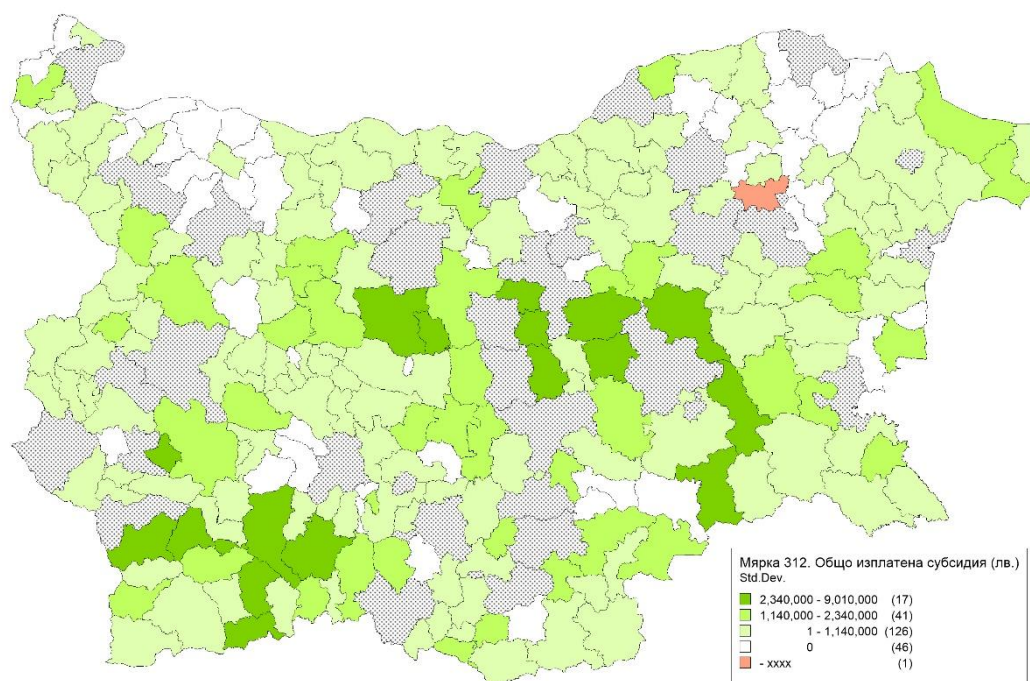 Мярка 312. Общо изплатена субсидия (лв.)
Std.Dev.
2,340,000 - 9,010,000 (17)
1,140,000 - 2,340,000 (41)
1 - 1,140,000 (126)
0 (46)
- xxxx (1)